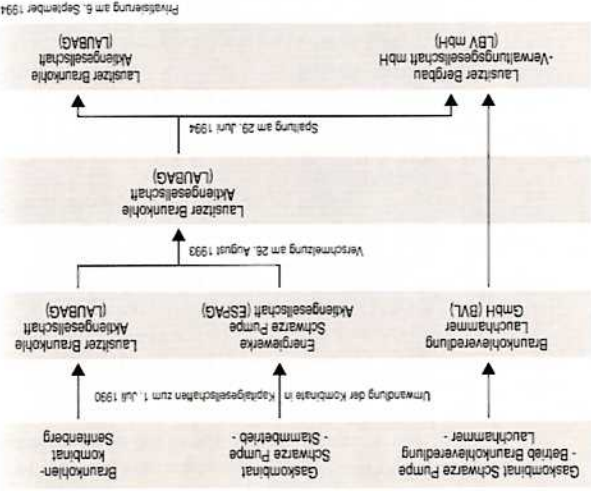 Gaskombinat Schwarze Pumpe
- Betrieb Braunkohleveredlung
Lauchhammer -
Gaskombinat
Schwarze Pumpe
- Stammbetrieb -
Braunkohlen-
kombinat
Senftenberg
Umwandlung der Kombinate in Kapitalgesellschaften zum 1. Juli 1990
Braunkohleveredlung
Lauchhammer
GmbH (BVL)
Energiewerke
Schwarze Pumpe
Aktiengesellschaft (ESPAG)
Lausitzer Braunkohle
Aktiengesellschaft
(LAUBAG)
Verschmelzung am 26. August 1993
Lausitzer Braunkohle
Aktiengesellschaft
(LAUBAG)
Spaltung am 29. Juni 1994
Lausitzer Bergbau
-Verwaltungsgesellschaft mbH
(LBV mbH)
Lausitzer Braunkohle
Aktiengesellschaft
(LAUBAG)
Privatisierung am 6. September 1994